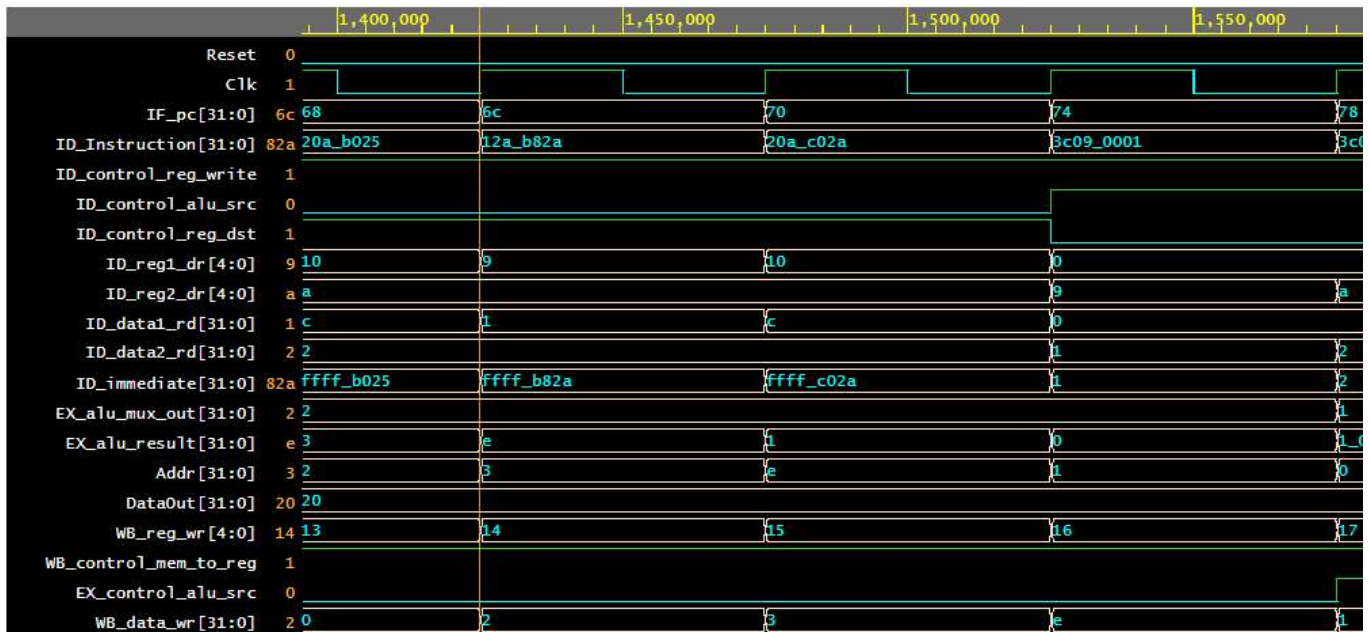 1,400,000 1,450,000 1,500,000 1,550,000
Reset 0
Clk 1
IF_pc[31:0] 6c 68 6c 70 74 78
ID_Instruction[31:0] 82a 20a_b025 12a_b82a 20a_c02a 3c09_0001 3c0
ID_control_reg_write 1
ID_control_alu_src 0
ID_control_reg_dst 1
ID_reg1_dr[4:0] 9 10 9 10 0
ID_reg2_dr[4:0] a a 9 a
ID_data1_rd[31:0] 1 c 1 c 0
ID_data2_rd[31:0] 2 2 1 2
ID_immediate[31:0] 82a ffff_b025 ffff_b82a ffff_c02a 1 2
EX_alu_mux_out[31:0] 2 2 1
EX_alu_result[31:0] e 3 e 1 0 1_0
Addr[31:0] 3 2 3 e 1 0
DataOut[31:0] 20 20
WB_reg_wr[4:0] 14 13 14 15 16 17
WB_control_mem_to_reg 1
EX_control_alu_src 0
WB_data_wr[31:0] 2 0 2 3 e 1